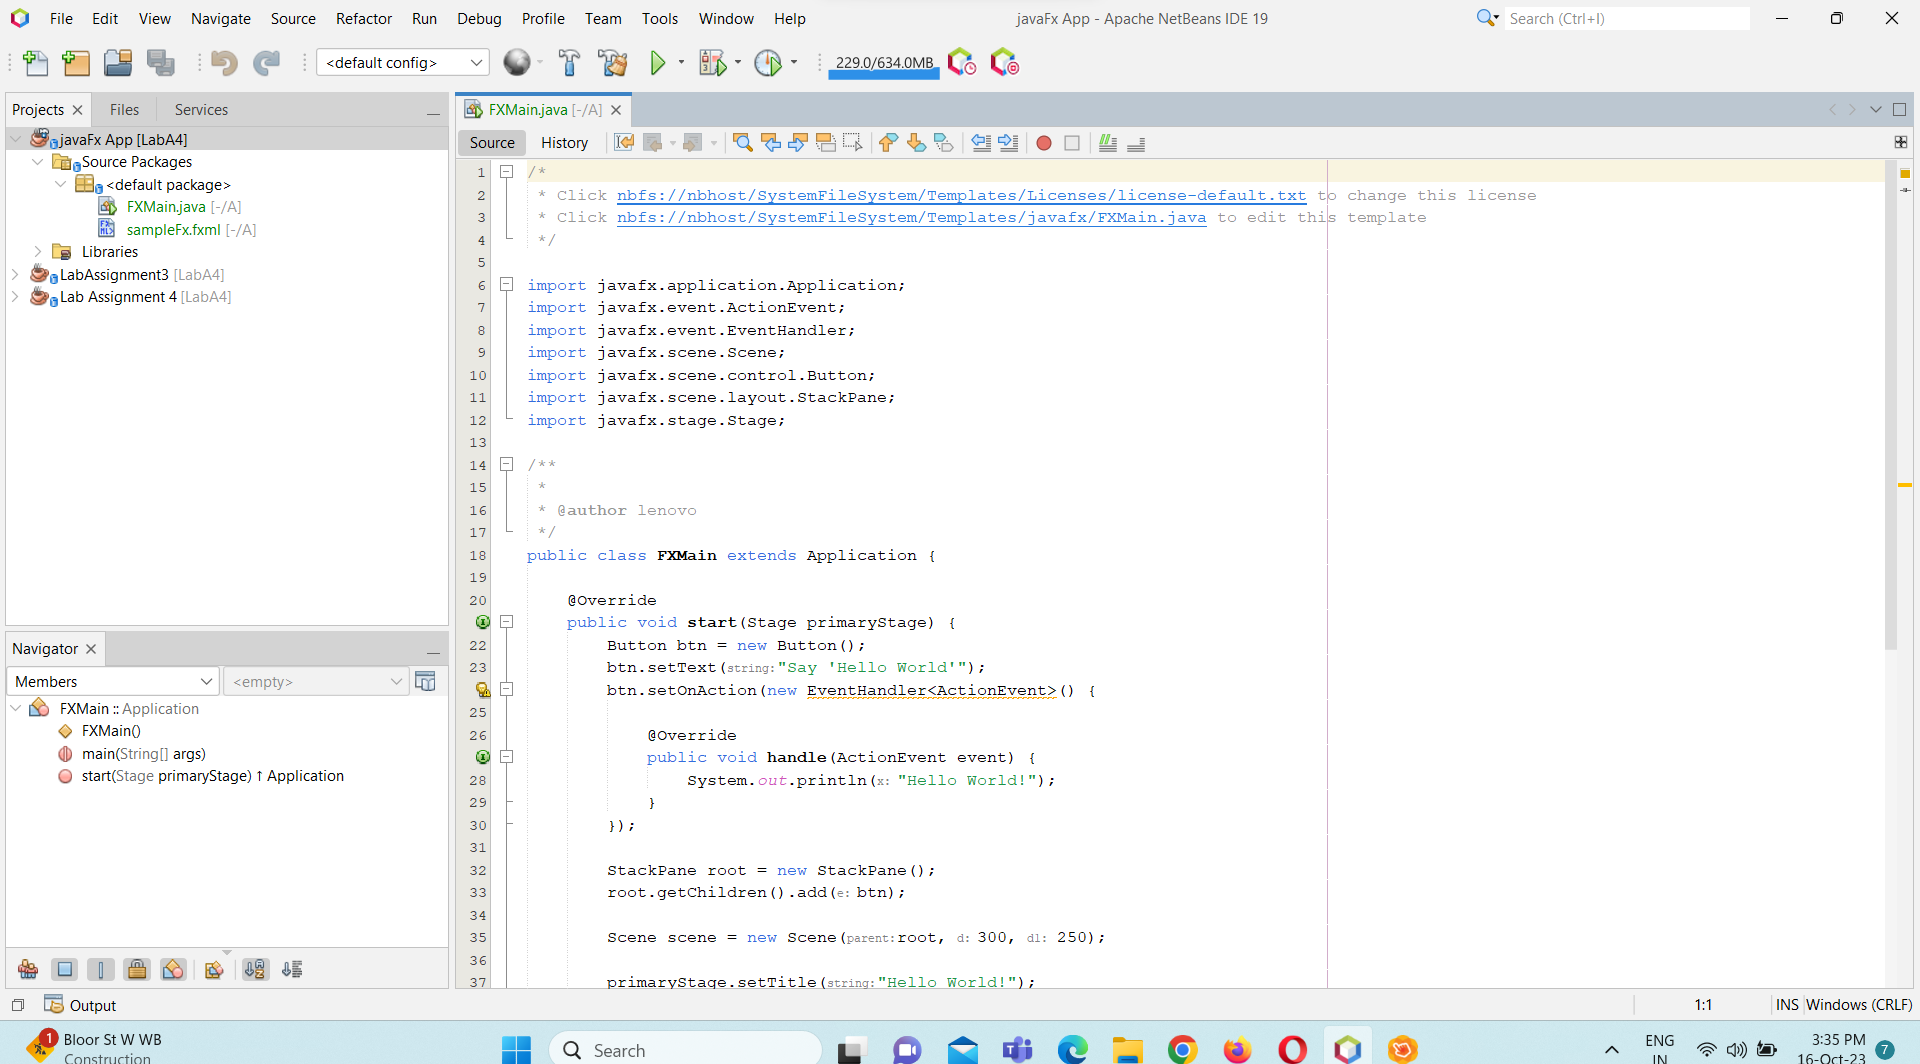 File Edit View Navigate Source Refactor Run Debug Profile Team Tools Window Help
javaFx App - Apache NetBeans IDE 19
Search (Ctrl+I)
<default config>
229.0/634.0MB
Projects Files Services
javaFx App [LabA4]
Source Packages
<default package>
FXMain.java [-/A]
sampleFx.fxml [-/A]
Libraries
LabAssignment3 [LabA4]
Lab Assignment 4 [LabA4]
Navigator
Members
<empty>
FXMain :: Application
FXMain()
main(String[] args)
start(Stage primaryStage) ↑ Application
FXMain.java [-/A]
Source History
1 /*
2 * Click nbfs://nbhost/SystemFileSystem/Templates/Licenses/license-default.txt to change this license
3 * Click nbfs://nbhost/SystemFileSystem/Templates/javafx/FXMain.java to edit this template
4 */
5
6 import javafx.application.Application;
7 import javafx.event.ActionEvent;
8 import javafx.event.EventHandler;
9 import javafx.scene.Scene;
10 import javafx.scene.control.Button;
11 import javafx.scene.layout.StackPane;
12 import javafx.stage.Stage;
13
14 /**
15 *
16 * @author lenovo
17 */
18 public class FXMain extends Application {
19
20 @Override
public void start(Stage primaryStage) {
22 Button btn = new Button();
23 btn.setText(string: "Say 'Hello World'");
btn.setOnAction(new EventHandler<ActionEvent>() {
25
26 @Override
public void handle(ActionEvent event) {
28 System.out.println(x: "Hello World!");
29 }
30 });
31
32 StackPane root = new StackPane();
33 root.getChildren().add(e: btn);
34
35 Scene scene = new Scene(parent: root, d: 300, d1: 250);
36
37 primaryStage.setTitle(string: "Hello World!");
Output
1:1 INS Windows (CRLF)
1 Bloor St W WB
Construction
Search
ENG
IN
3:35 PM
16-Oct-23
7